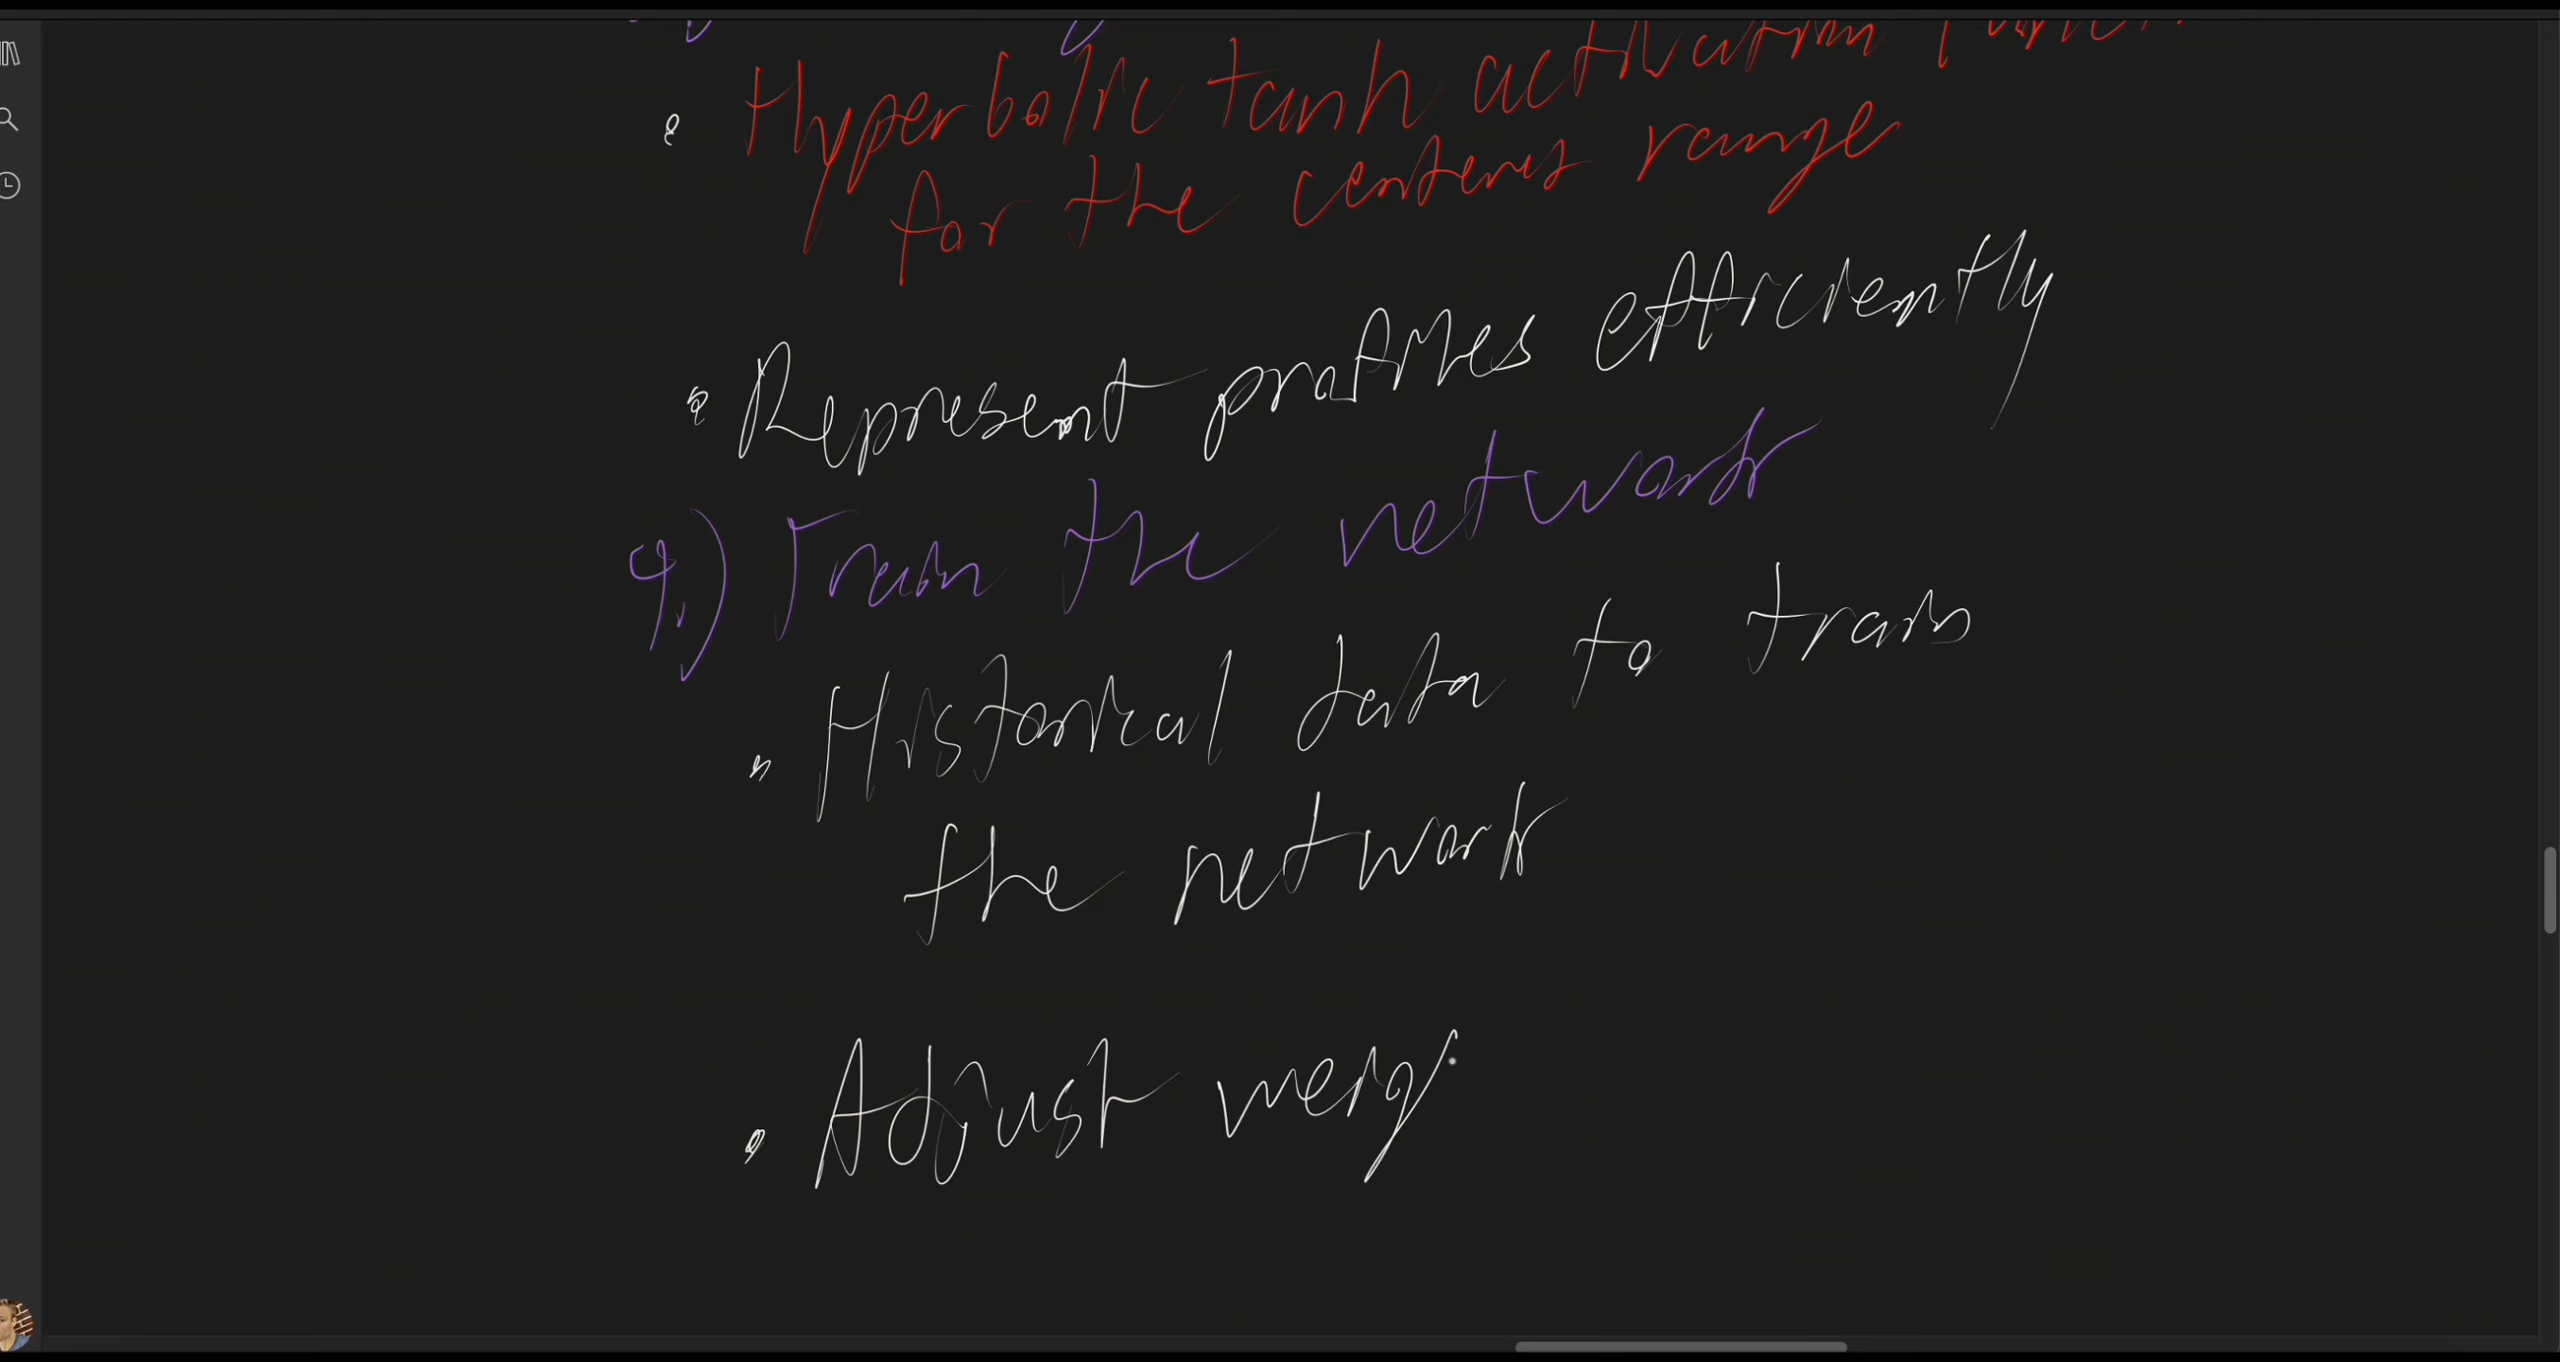 • Hyperbolic tanh activation
for the centers range
• Represent profiles efficiently
4.) Train the network
• Historical data to train
the network
• Adjust weig